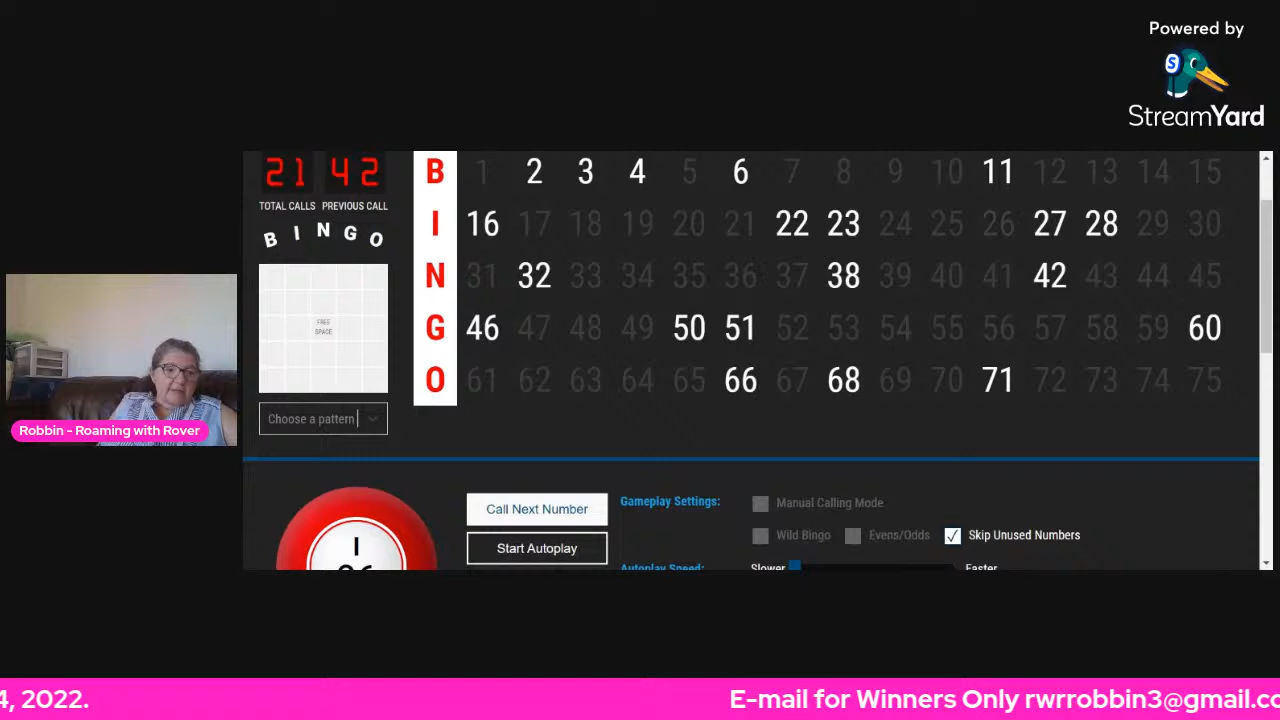 Powered by
S
StreamYard
21 42
TOTAL CALLS PREVIOUS CALL
B I N G O
FREE
SPACE
Choose a pattern
B 1 2 3 4 5 6 7 8 9 10 11 12 13 14 15
I 16 17 18 19 20 21 22 23 24 25 26 27 28 29 30
N 31 32 33 34 35 36 37 38 39 40 41 42 43 44 45
G 46 47 48 49 50 51 52 53 54 55 56 57 58 59 60
O 61 62 63 64 65 66 67 68 69 70 71 72 73 74 75
Robbin - Roaming with Rover
I
Call Next Number
Start Autoplay
Gameplay Settings:
Manual Calling Mode
Wild Bingo Evens/Odds Skip Unused Numbers
Autoplay Speed: Slower Faster
4, 2022. E-mail for Winners Only rwrrobbin3@gmail.co